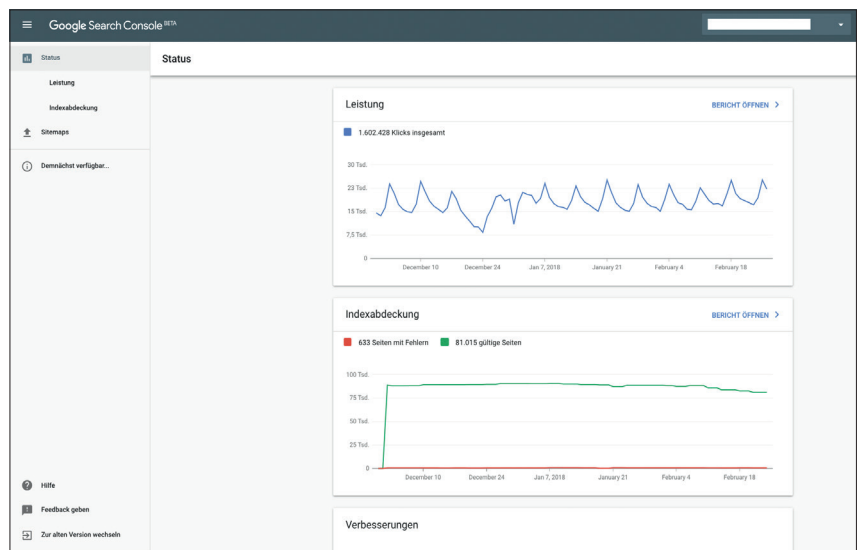 Google Search Console BETA
Status
Leistung
Indexabdeckung
Sitemaps
Demnächst verfügbar...
Hilfe
Feedback geben
Zur alten Version wechseln
Status
Leistung
BERICHT ÖFFNEN
1.602.428 Klicks insgesamt
30 Tsd.
23 Tsd.
15 Tsd.
7,5 Tsd.
0
December 10 December 24 Jan 7, 2018 January 21 February 4 February 18
Indexabdeckung
BERICHT ÖFFNEN
633 Seiten mit Fehlern 81.015 gültige Seiten
100 Tsd.
75 Tsd.
50 Tsd.
25 Tsd.
0
December 10 December 24 Jan 7, 2018 January 21 February 4 February 18
Verbesserungen